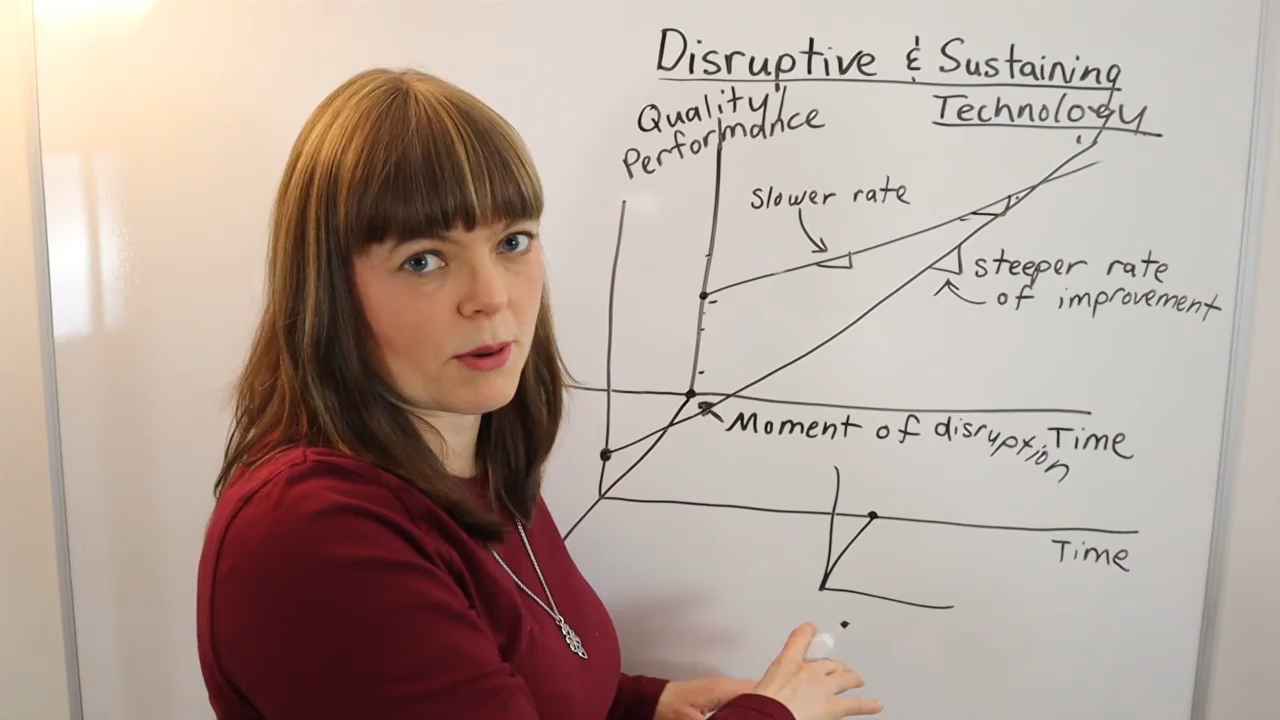 Disruptive & Sustaining
Technology
Quality/
Performance
Slower rate
steeper rate
of improvement
Moment of disruption
Time
Time